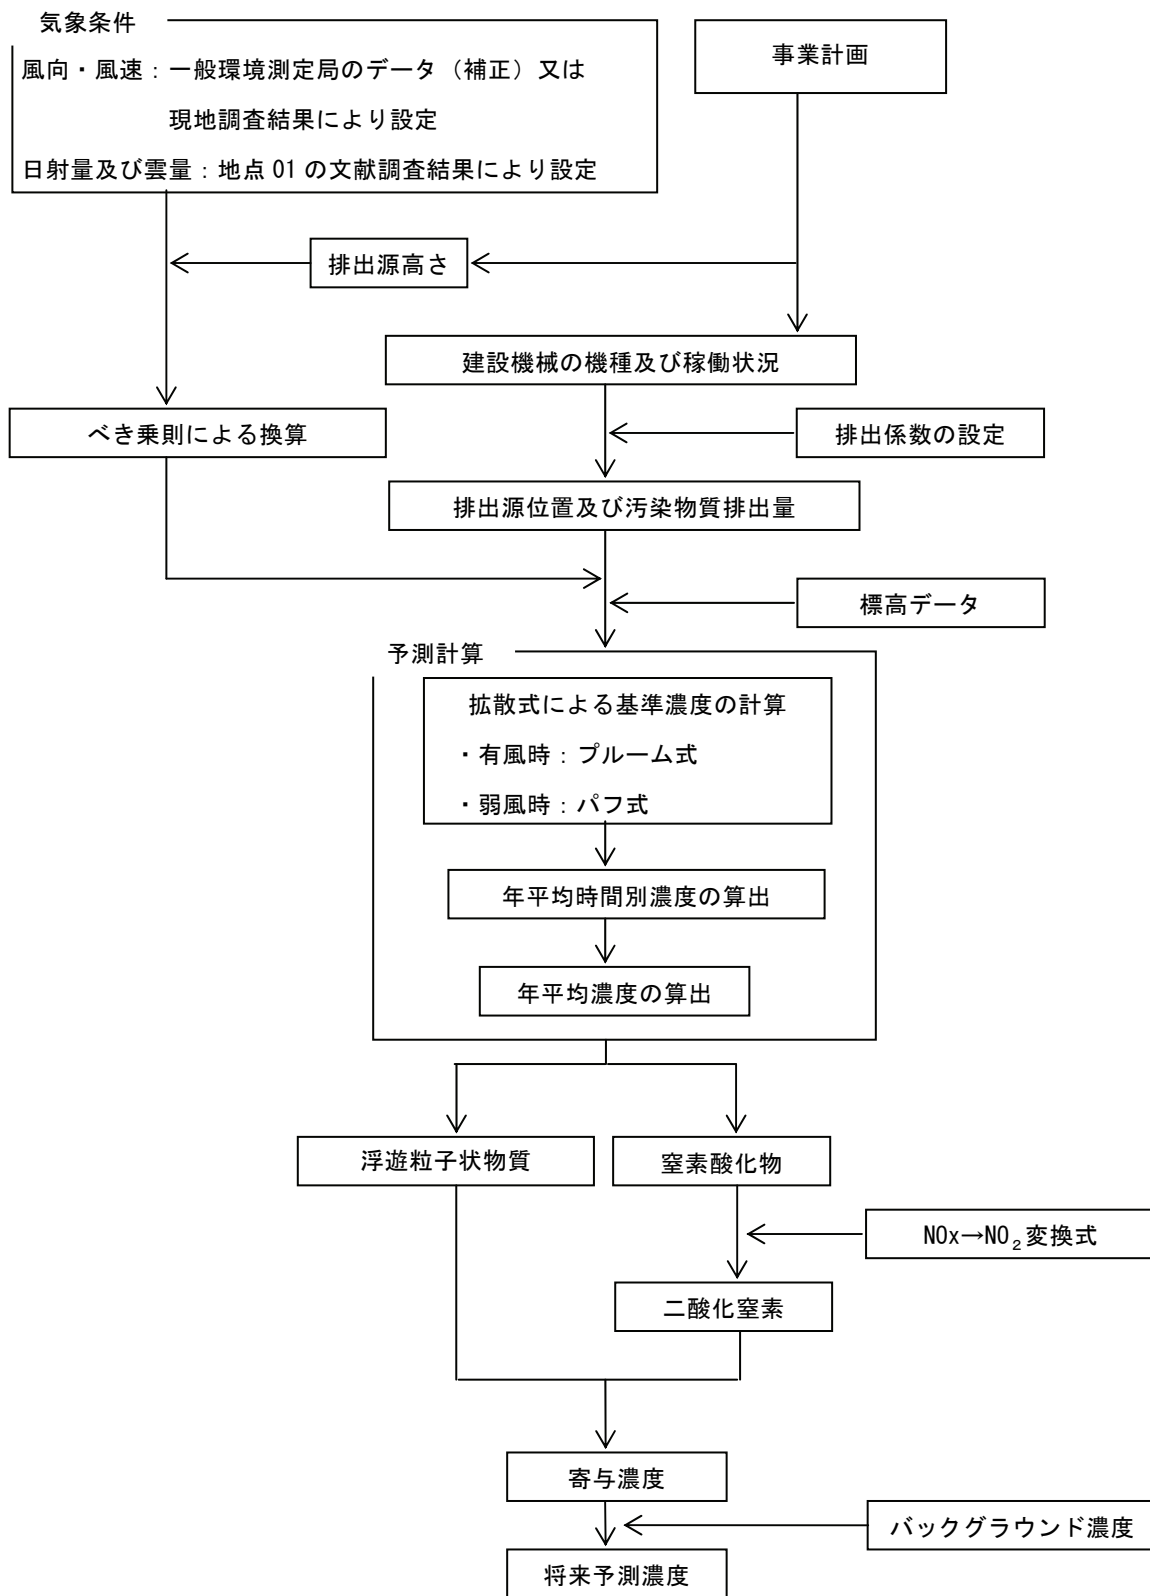 気象条件
風向・風速：一般環境測定局のデータ（補正）又は
現地調査結果により設定
日射量及び雲量：地点 01 の文献調査結果により設定
事業計画
排出源高さ
建設機械の機種及び稼働状況
べき乗則による換算
排出係数の設定
排出源位置及び汚染物質排出量
標高データ
予測計算
拡散式による基準濃度の計算
・有風時：プルーム式
・弱風時：パフ式
年平均時間別濃度の算出
年平均濃度の算出
浮遊粒子状物質
窒素酸化物
NOx→NO₂変換式
二酸化窒素
寄与濃度
バックグラウンド濃度
将来予測濃度